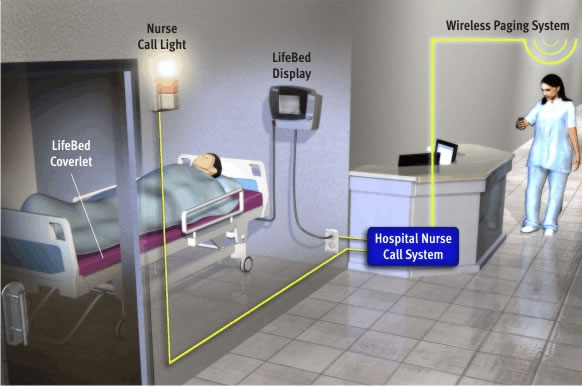 Nurse
Call Light
LifeBed
Display
Wireless Paging System
LifeBed
Coverlet
Hospital Nurse
Call System